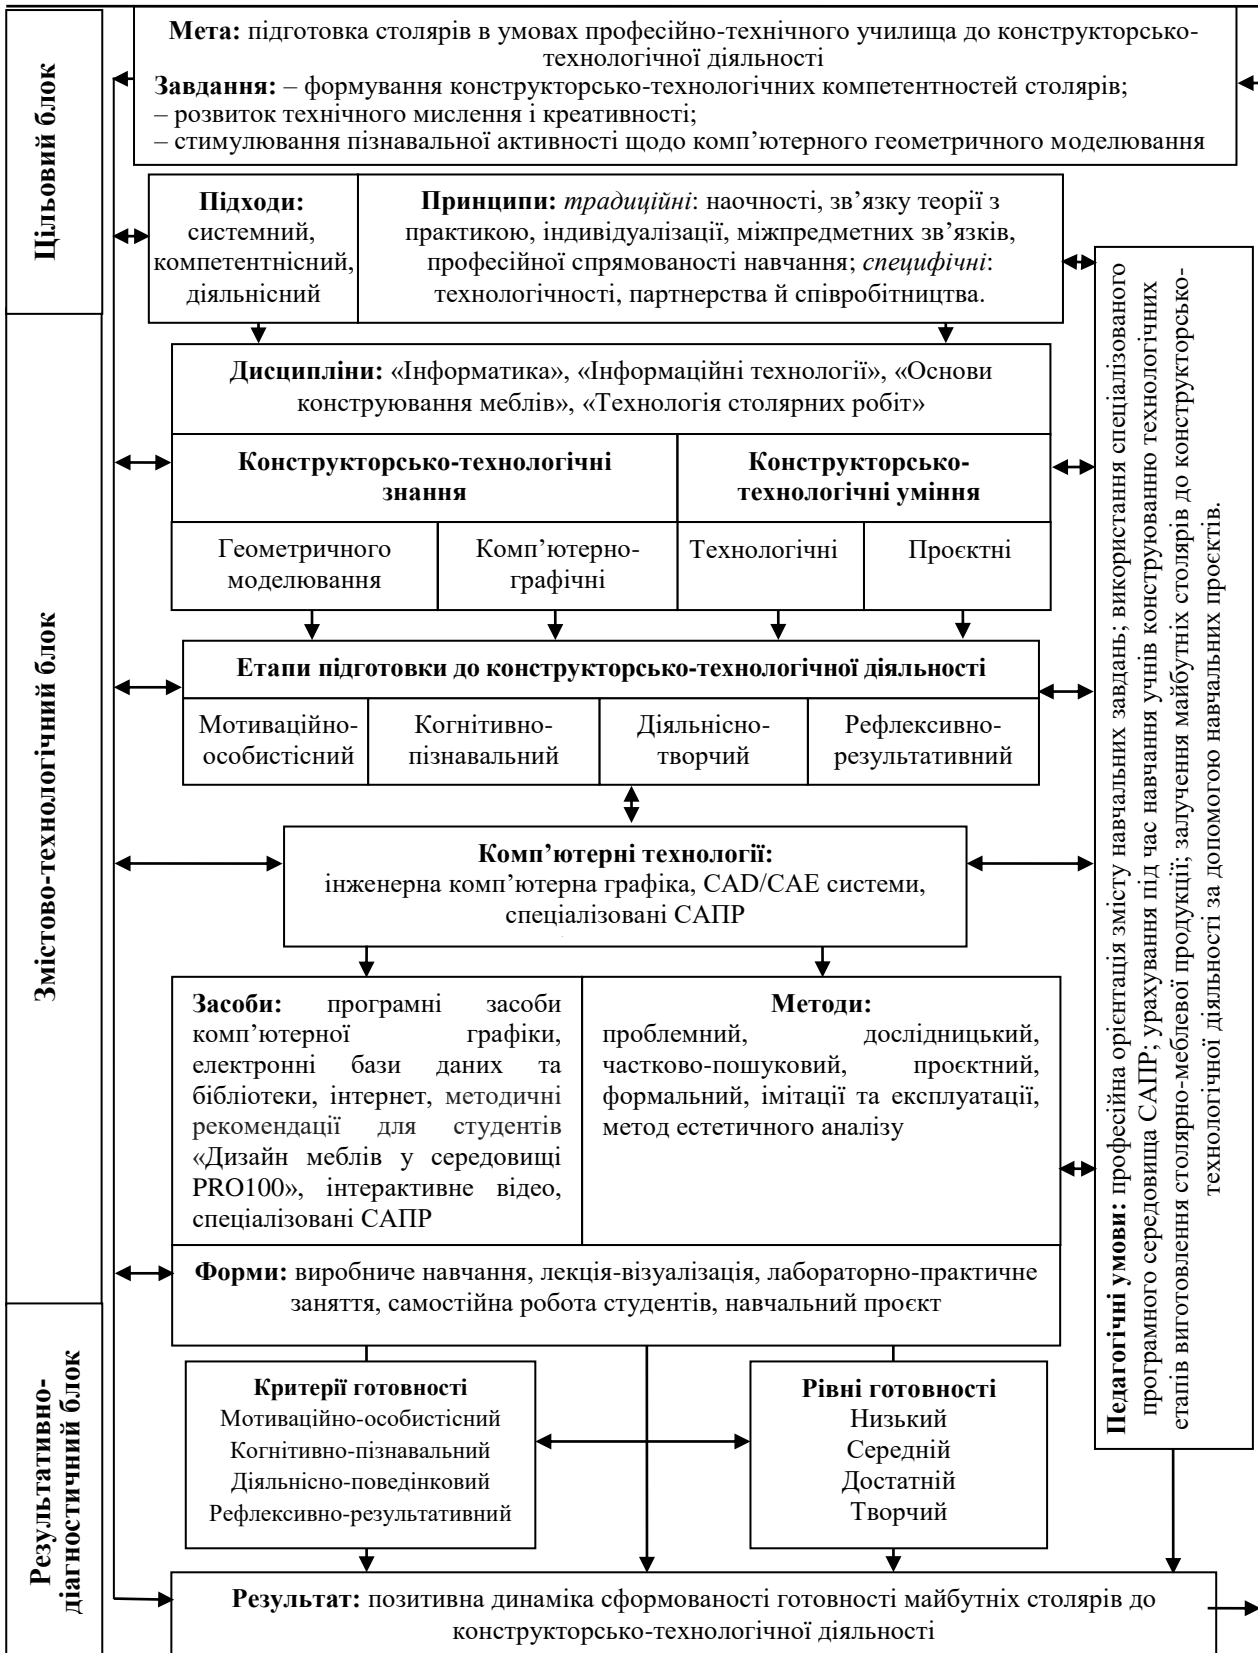 Цільовий блок
Мета: підготовка столярів в умовах професійно-технічного училища до конструкторсько-
технологічної діяльності
Завдання: – формування конструкторсько-технологічних компетентностей столярів;
– розвиток технічного мислення і креативності;
– стимулювання пізнавальної активності щодо комп’ютерного геометричного моделювання
Підходи:
системний,
компетентнісний,
діяльнісний
Принципи: традиційні: наочності, зв’язку теорії з
практикою, індивідуалізації, міжпредметних зв’язків,
професійної спрямованості навчання; специфічні:
технологічності, партнерства й співробітництва.
Змістово-технологічний блок
Дисципліни: «Інформатика», «Інформаційні технології», «Основи
конструювання меблів», «Технологія столярних робіт»
Конструкторсько-технологічні
знання
Конструкторсько-
технологічні уміння
Геометричного
моделювання
Комп’ютерно-
графічні
Технологічні
Проєктні
Етапи підготовки до конструкторсько-технологічної діяльності
Мотиваційно-
особистісний
Когнітивно-
пізнавальний
Діяльнісно-
творчий
Рефлексивно-
результативний
Комп’ютерні технології:
інженерна комп’ютерна графіка, CAD/CAE системи,
спеціалізовані САПР
Засоби: програмні засоби
комп’ютерної графіки,
електронні бази даних та
бібліотеки, інтернет, методичні
рекомендації для студентів
«Дизайн меблів у середовищі
PRO100», інтерактивне відео,
спеціалізовані САПР
Методи:
проблемний, дослідницький,
частково-пошуковий, проєктний,
формальний, імітації та експлуатації,
метод естетичного аналізу
Форми: виробниче навчання, лекція-візуалізація, лабораторно-практичне
заняття, самостійна робота студентів, навчальний проєкт
Педагогічні умови: професійна орієнтація змісту навчальних завдань; використання спеціалізованого
програмного середовища САПР; урахування під час навчання учнів конструюванню технологічних
етапів виготовлення столярно-меблевої продукції; залучення майбутніх столярів до конструкторсько-
технологічної діяльності за допомогою навчальних проєктів.
Результативно-
діагностичний блок
Критерії готовності
Мотиваційно-особистісний
Когнітивно-пізнавальний
Діяльнісно-поведінковий
Рефлексивно-результативний
Рівні готовності
Низький
Середній
Достатній
Творчий
Результат: позитивна динаміка сформованості готовності майбутніх столярів до
конструкторсько-технологічної діяльності